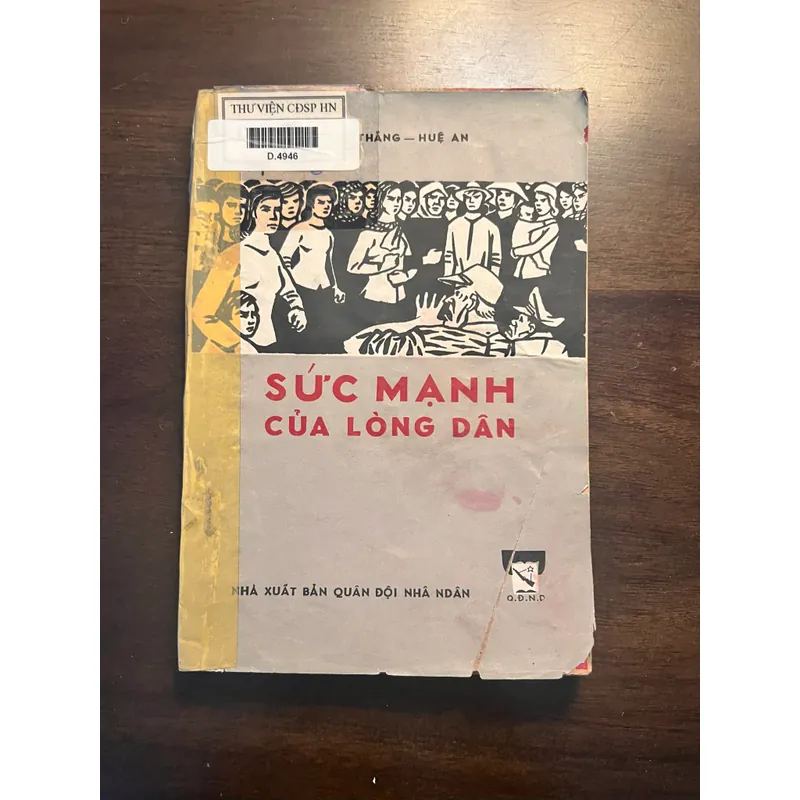 THƯ VIỆN CĐSP HN
D.4946
THẮNG — HUỆ AN
SỨC MẠNH
CỦA LÒNG DÂN
NHÀ XUẤT BẢN QUÂN ĐỘI NHÂ NDÂN
Q.Đ.N.D